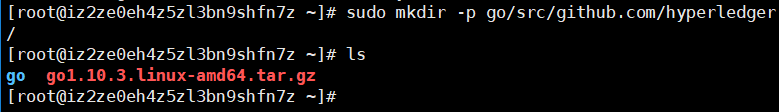 [root@iz2ze0eh4z5zl3bn9shfn7z ~]# sudo mkdir -p go/src/github.com/hyperledger
/
[root@iz2ze0eh4z5zl3bn9shfn7z ~]# ls
go  go1.10.3.linux-amd64.tar.gz
[root@iz2ze0eh4z5zl3bn9shfn7z ~]#